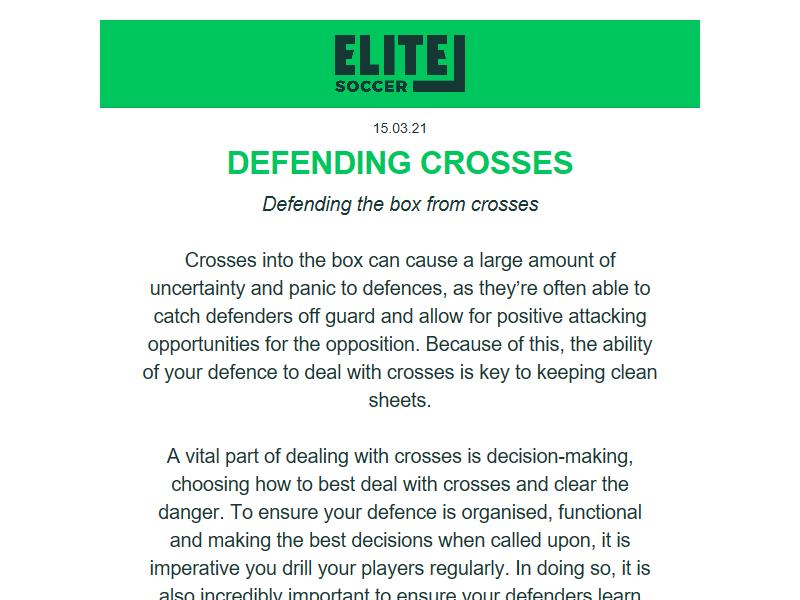 ELITE
SOCCER
15.03.21
DEFENDING CROSSES
Defending the box from crosses
Crosses into the box can cause a large amount of
uncertainty and panic to defences, as they’re often able to
catch defenders off guard and allow for positive attacking
opportunities for the opposition. Because of this, the ability
of your defence to deal with crosses is key to keeping clean
sheets.
A vital part of dealing with crosses is decision-making,
choosing how to best deal with crosses and clear the
danger. To ensure your defence is organised, functional
and making the best decisions when called upon, it is
imperative you drill your players regularly. In doing so, it is
also incredibly important to ensure your defenders learn